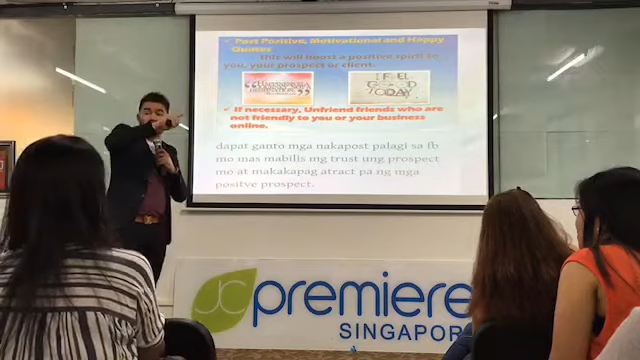 ✓ Post Positive, Motivational and Happy
Quotes
this will boost a positive spirit to
you, your prospect or client.
I FEEL
GOOD
TODAY
✓ If necessary, Unfriend friends who are
not friendly to you or your business
online.
dapat ganto mga nakapost palagi sa fb
mo mas mabilis mg trust ung prospect
mo at makakapag atract pa ng mga
positve prospect.
JC premiere
SINGAPOR